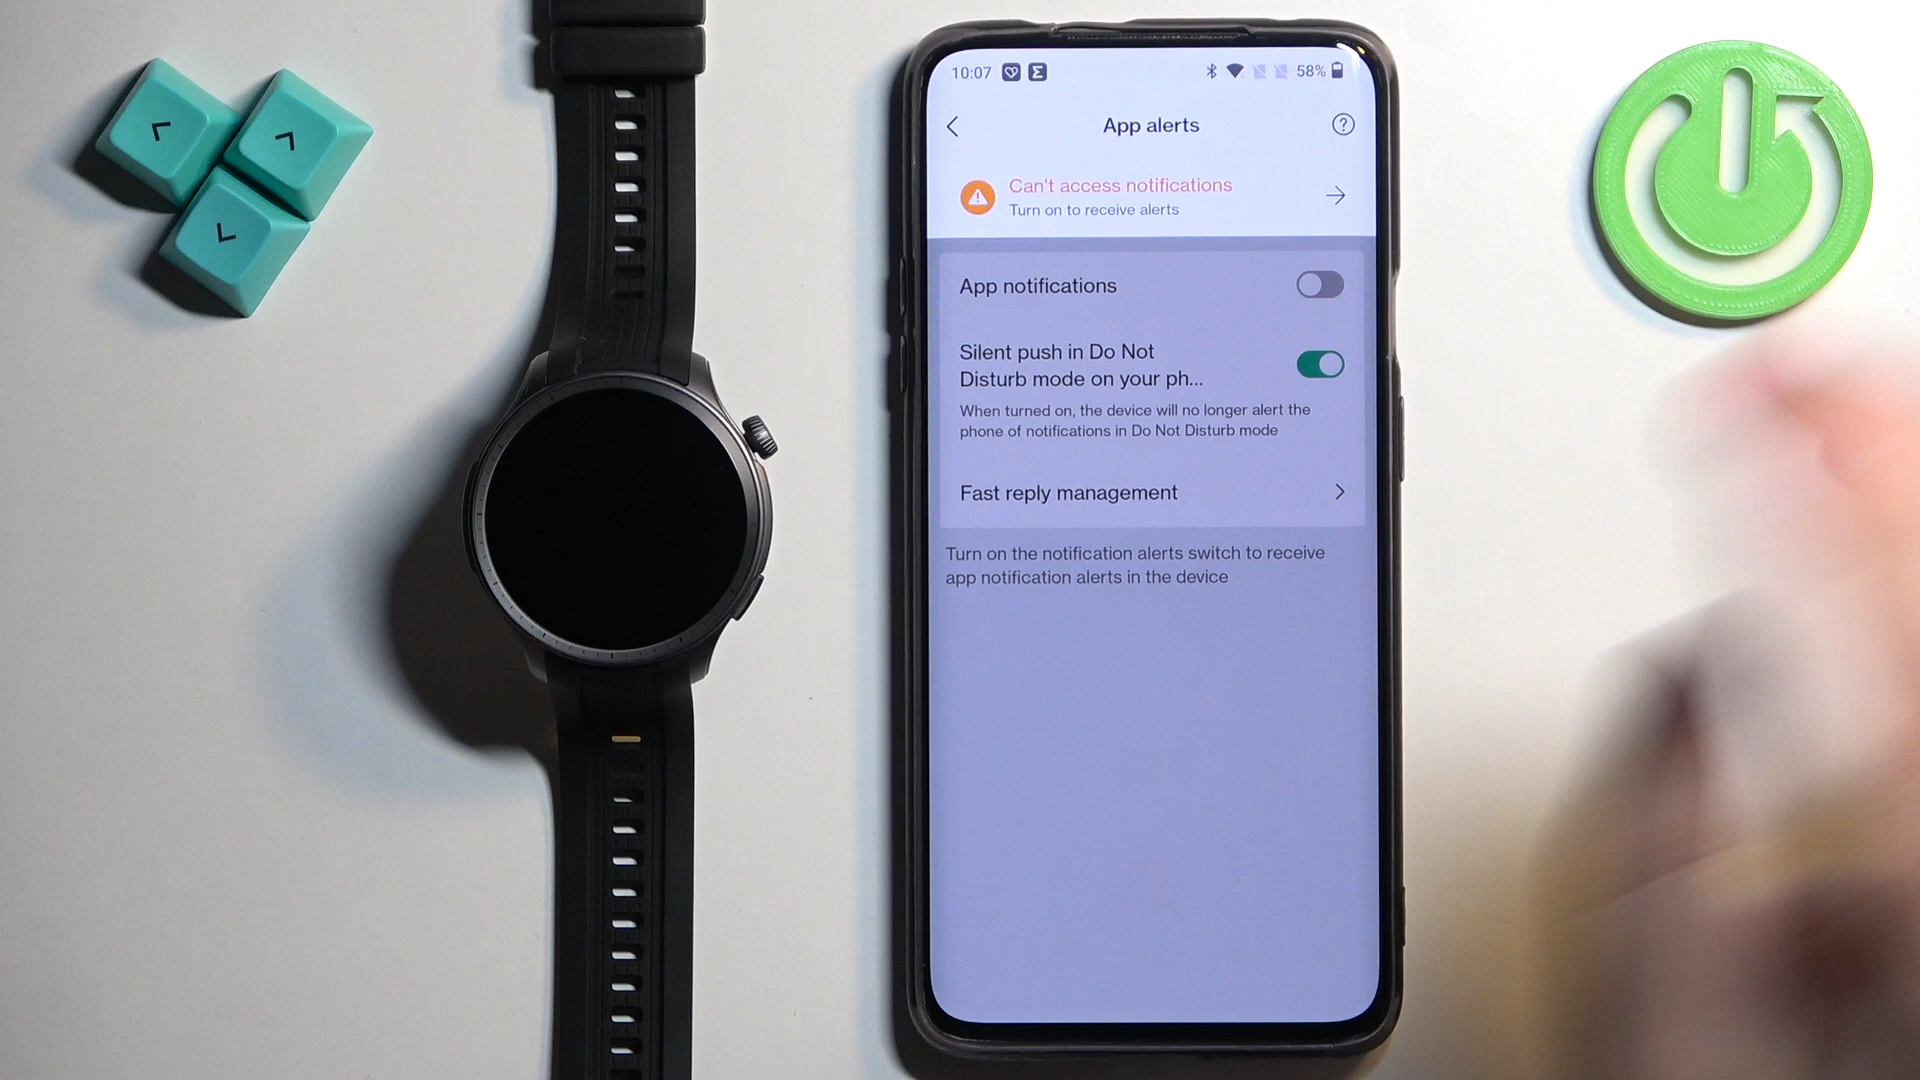 10:07
58%
App alerts
Can't access notifications
Turn on to receive alerts
App notifications
Silent push in Do Not
Disturb mode on your ph...
When turned on, the device will no longer alert the
phone of notifications in Do Not Disturb mode
Fast reply management
Turn on the notification alerts switch to receive
app notification alerts in the device